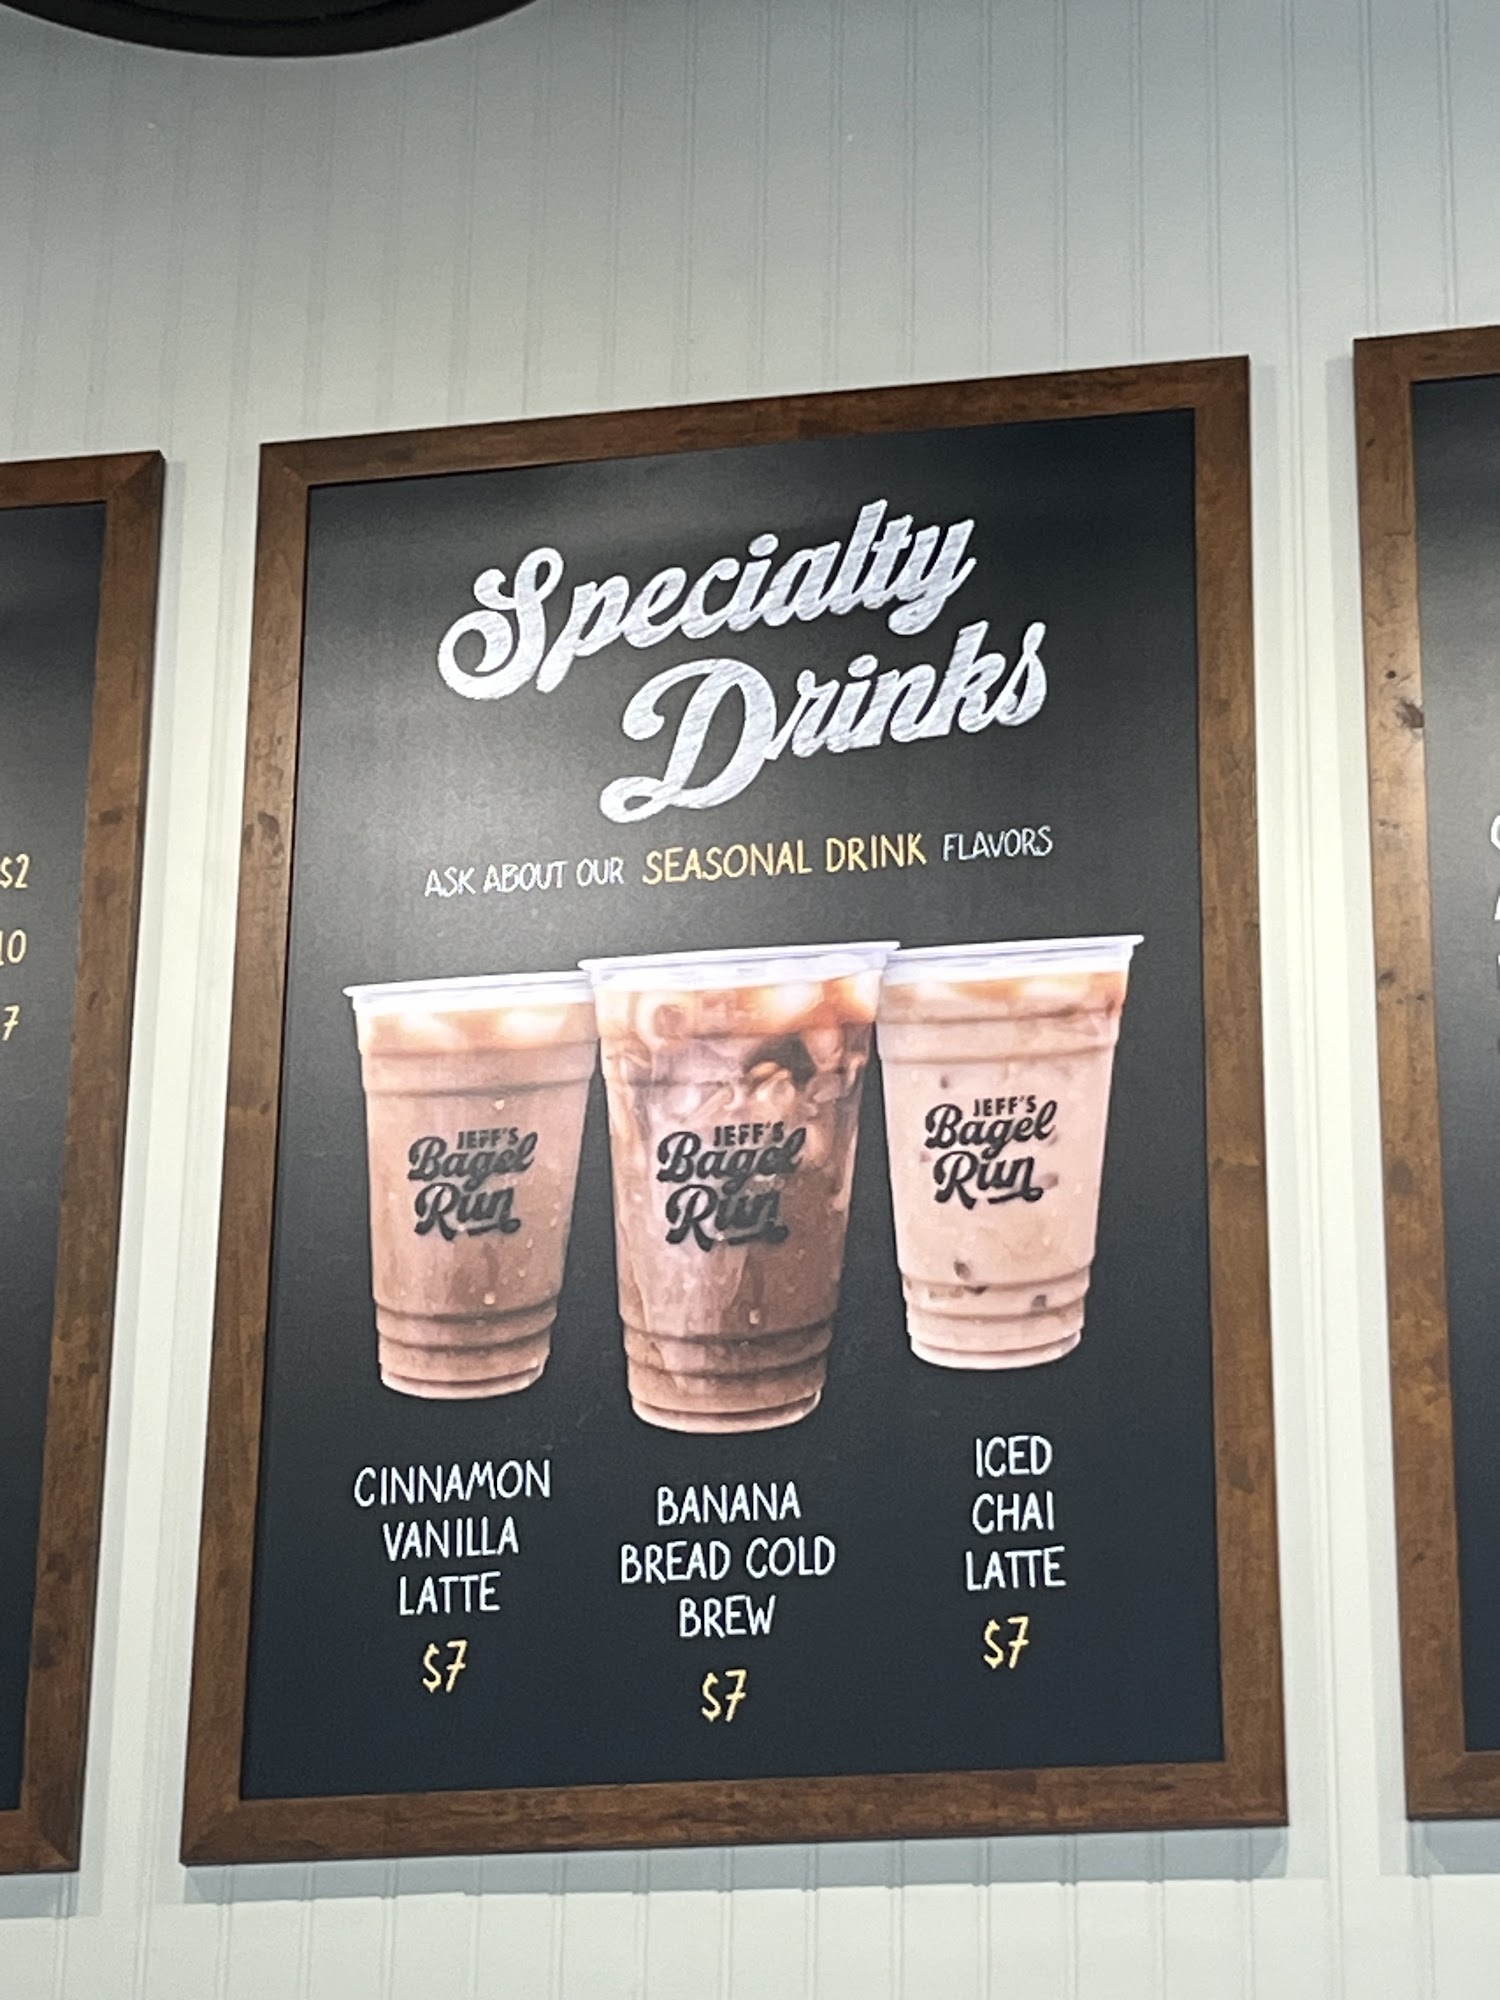 $2
10
7
Specialty
Drinks
ASK ABOUT OUR SEASONAL DRINK FLAVORS
JEFF'S
Bagel
Run
JEFF'S
Bagel
Run
JEFF'S
Bagel
Run
CINNAMON
VANILLA
LATTE
$7
BANANA
BREAD COLD
BREW
$7
ICED
CHAI
LATTE
$7